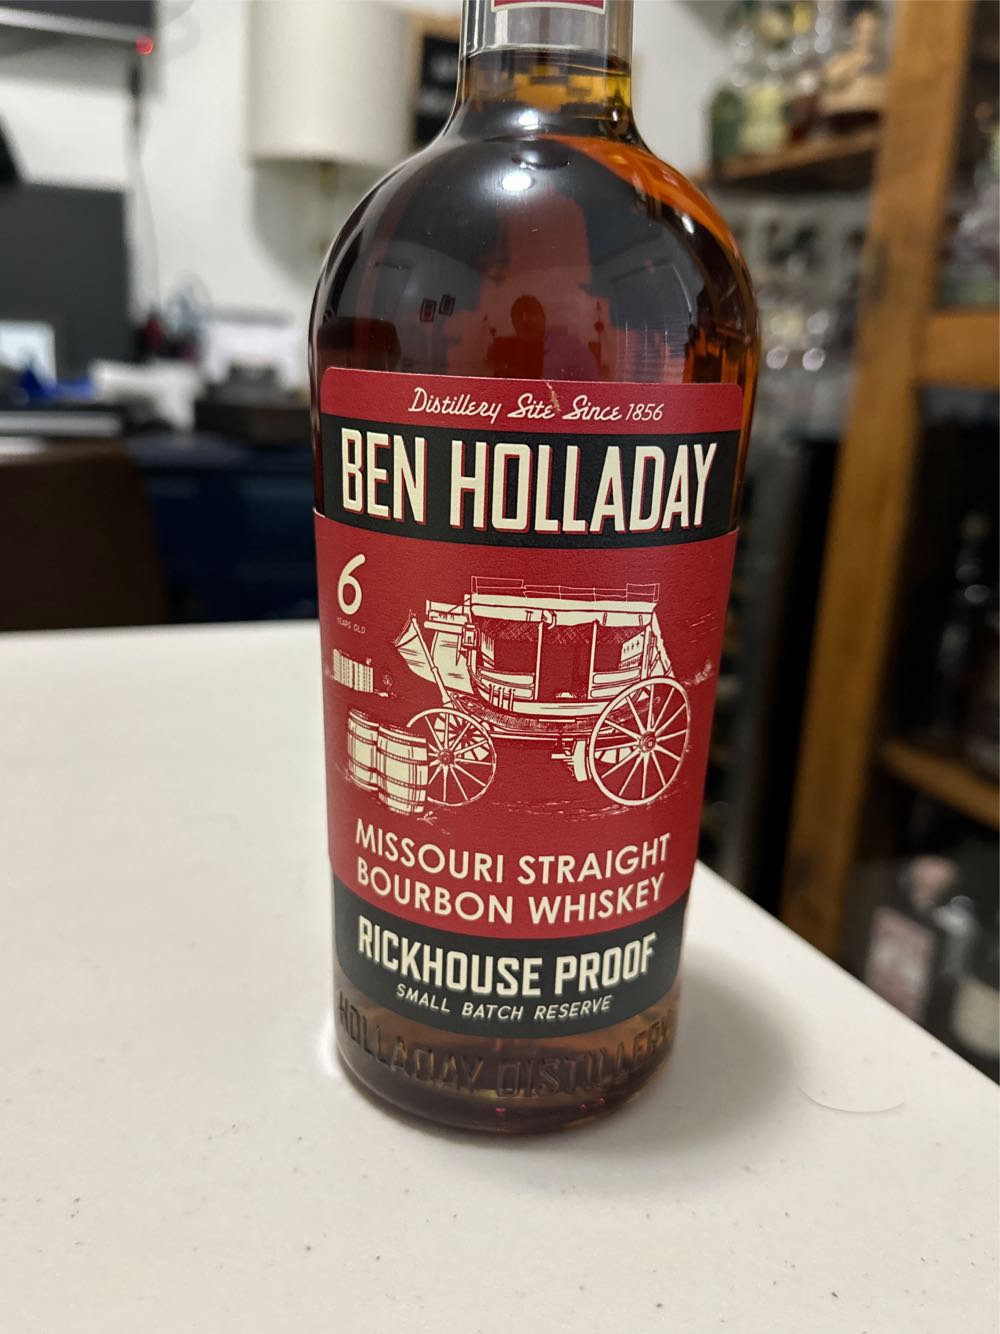 Distillery Site Since 1856
BEN HOLLADAY
6
YEARS OLD
MISSOURI STRAIGHT
BOURBON WHISKEY
RICKHOUSE PROOF
SMALL BATCH RESERVE
HOLLADAY DISTILLERY